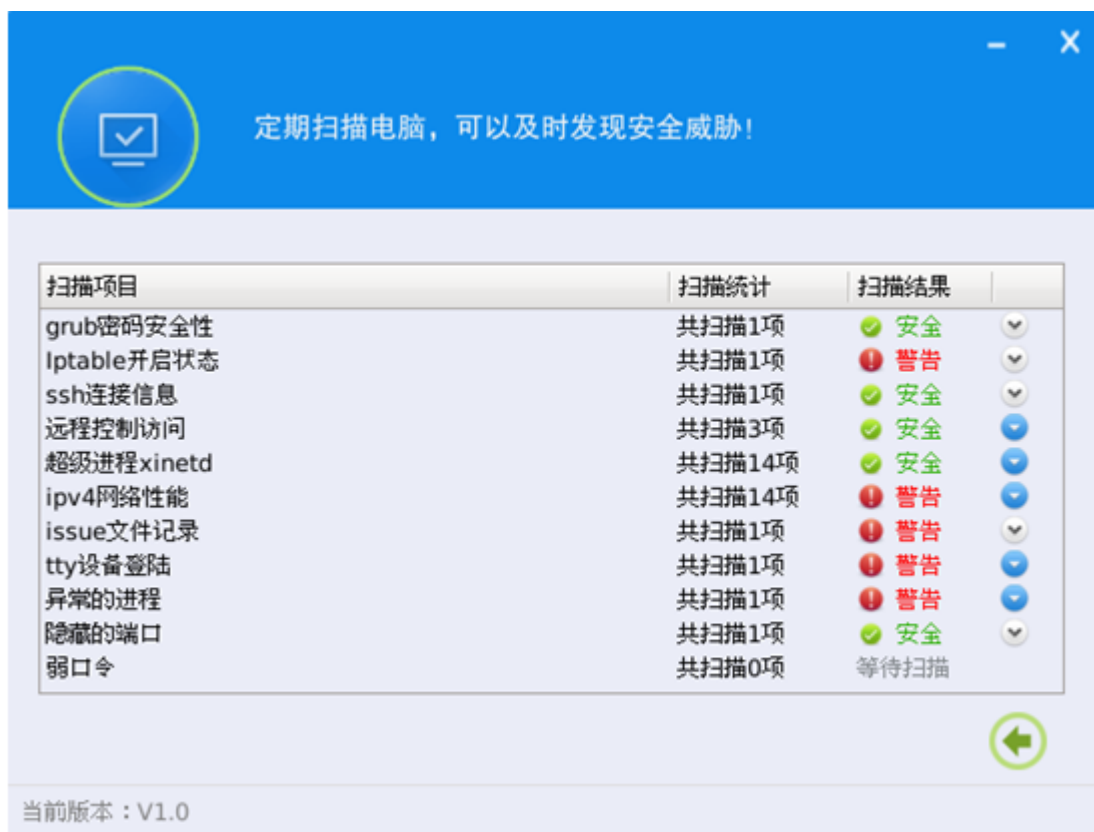 定期扫描电脑，可以及时发现安全威胁！
扫描项目 扫描统计 扫描结果
grub密码安全性 共扫描1项 安全
Iptable开启状态 共扫描1项 警告
ssh连接信息 共扫描1项 安全
远程控制访问 共扫描3项 安全
超级进程xinetd 共扫描14项 安全
ipv4网络性能 共扫描14项 警告
issue文件记录 共扫描1项 警告
tty设备登陆 共扫描1项 警告
异常的进程 共扫描1项 警告
隐藏的端口 共扫描1项 安全
弱口令 共扫描0项 等待扫描
当前版本：V1.0